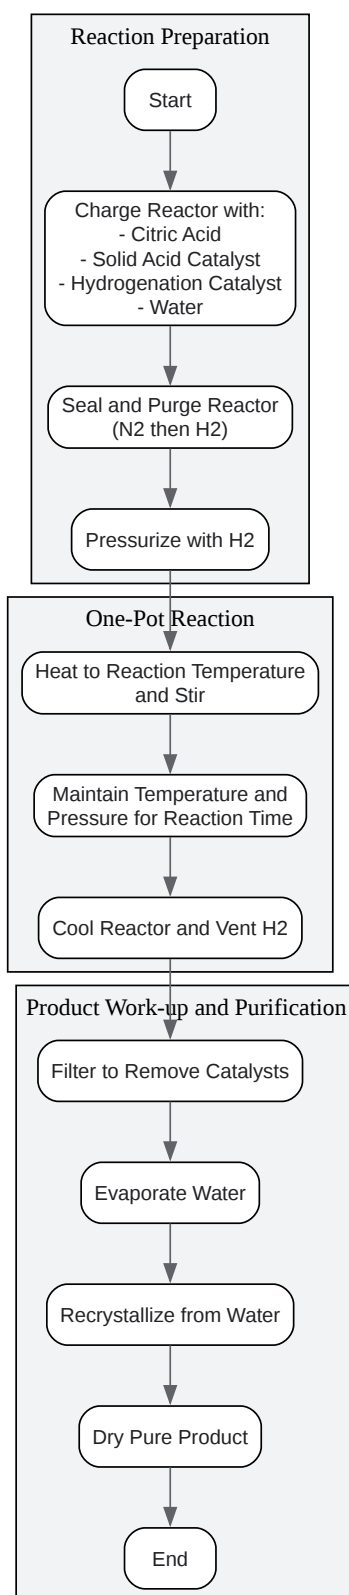 Reaction Preparation
Start
Charge Reactor with:
- Citric Acid
- Solid Acid Catalyst
- Hydrogenation Catalyst
- Water
Seal and Purge Reactor
(N2 then H2)
Pressurize with H2
One-Pot Reaction
Heat to Reaction Temperature
and Stir
Maintain Temperature and
Pressure for Reaction Time
Cool Reactor and Vent H2
Product Work-up and Purification
Filter to Remove Catalysts
Evaporate Water
Recrystallize from Water
Dry Pure Product
End